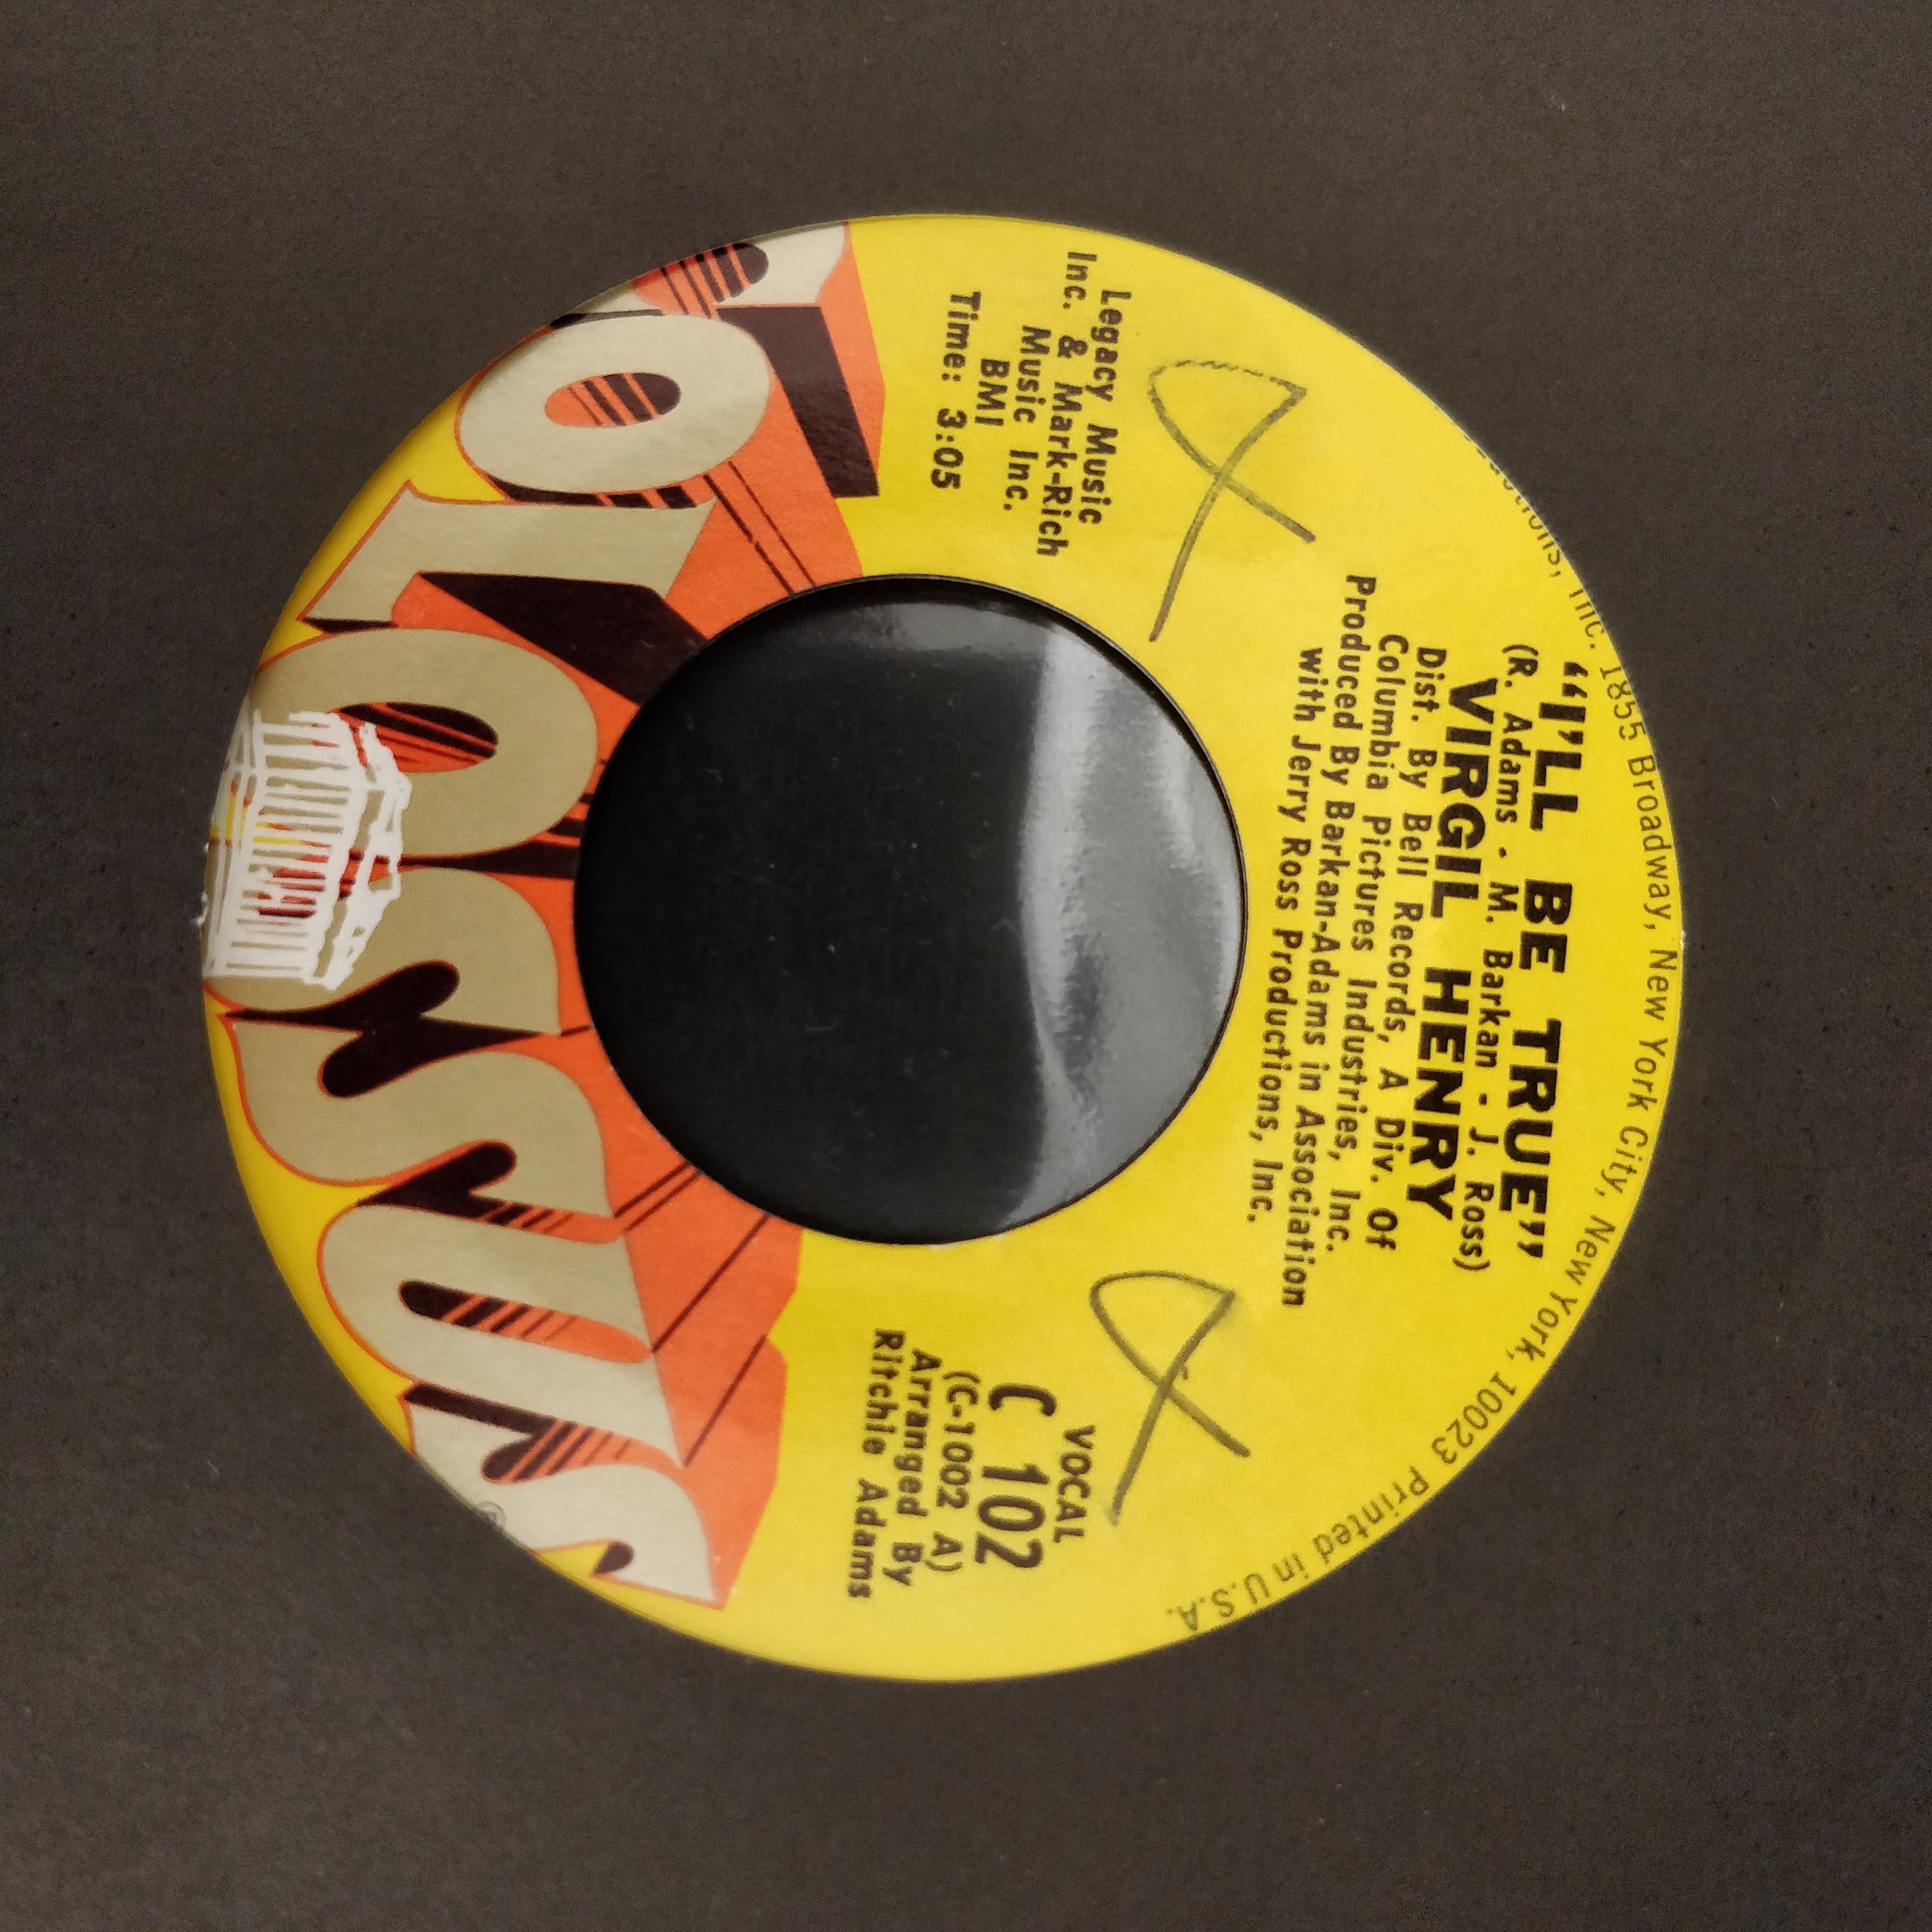 Inc. 1855 Broadway, New York City, New York, 10023 Printed in U.S.A.
“I'LL BE TRUE”
(R. Adams - M. Barkan - J. Ross)
VIRGIL HENRY
Dist. By Bell Records, A Div. Of
Columbia Pictures Industries, Inc.
Produced By Barkan-Adams in Association
with Jerry Ross Productions, Inc.
4
4
Legacy Music
Inc. & Mark-Rich
Music Inc.
BMI
Time: 3:05
VOCAL
C 102
(C-1002 A)
Arranged By
Ritchie Adams
COLOSSUS
®